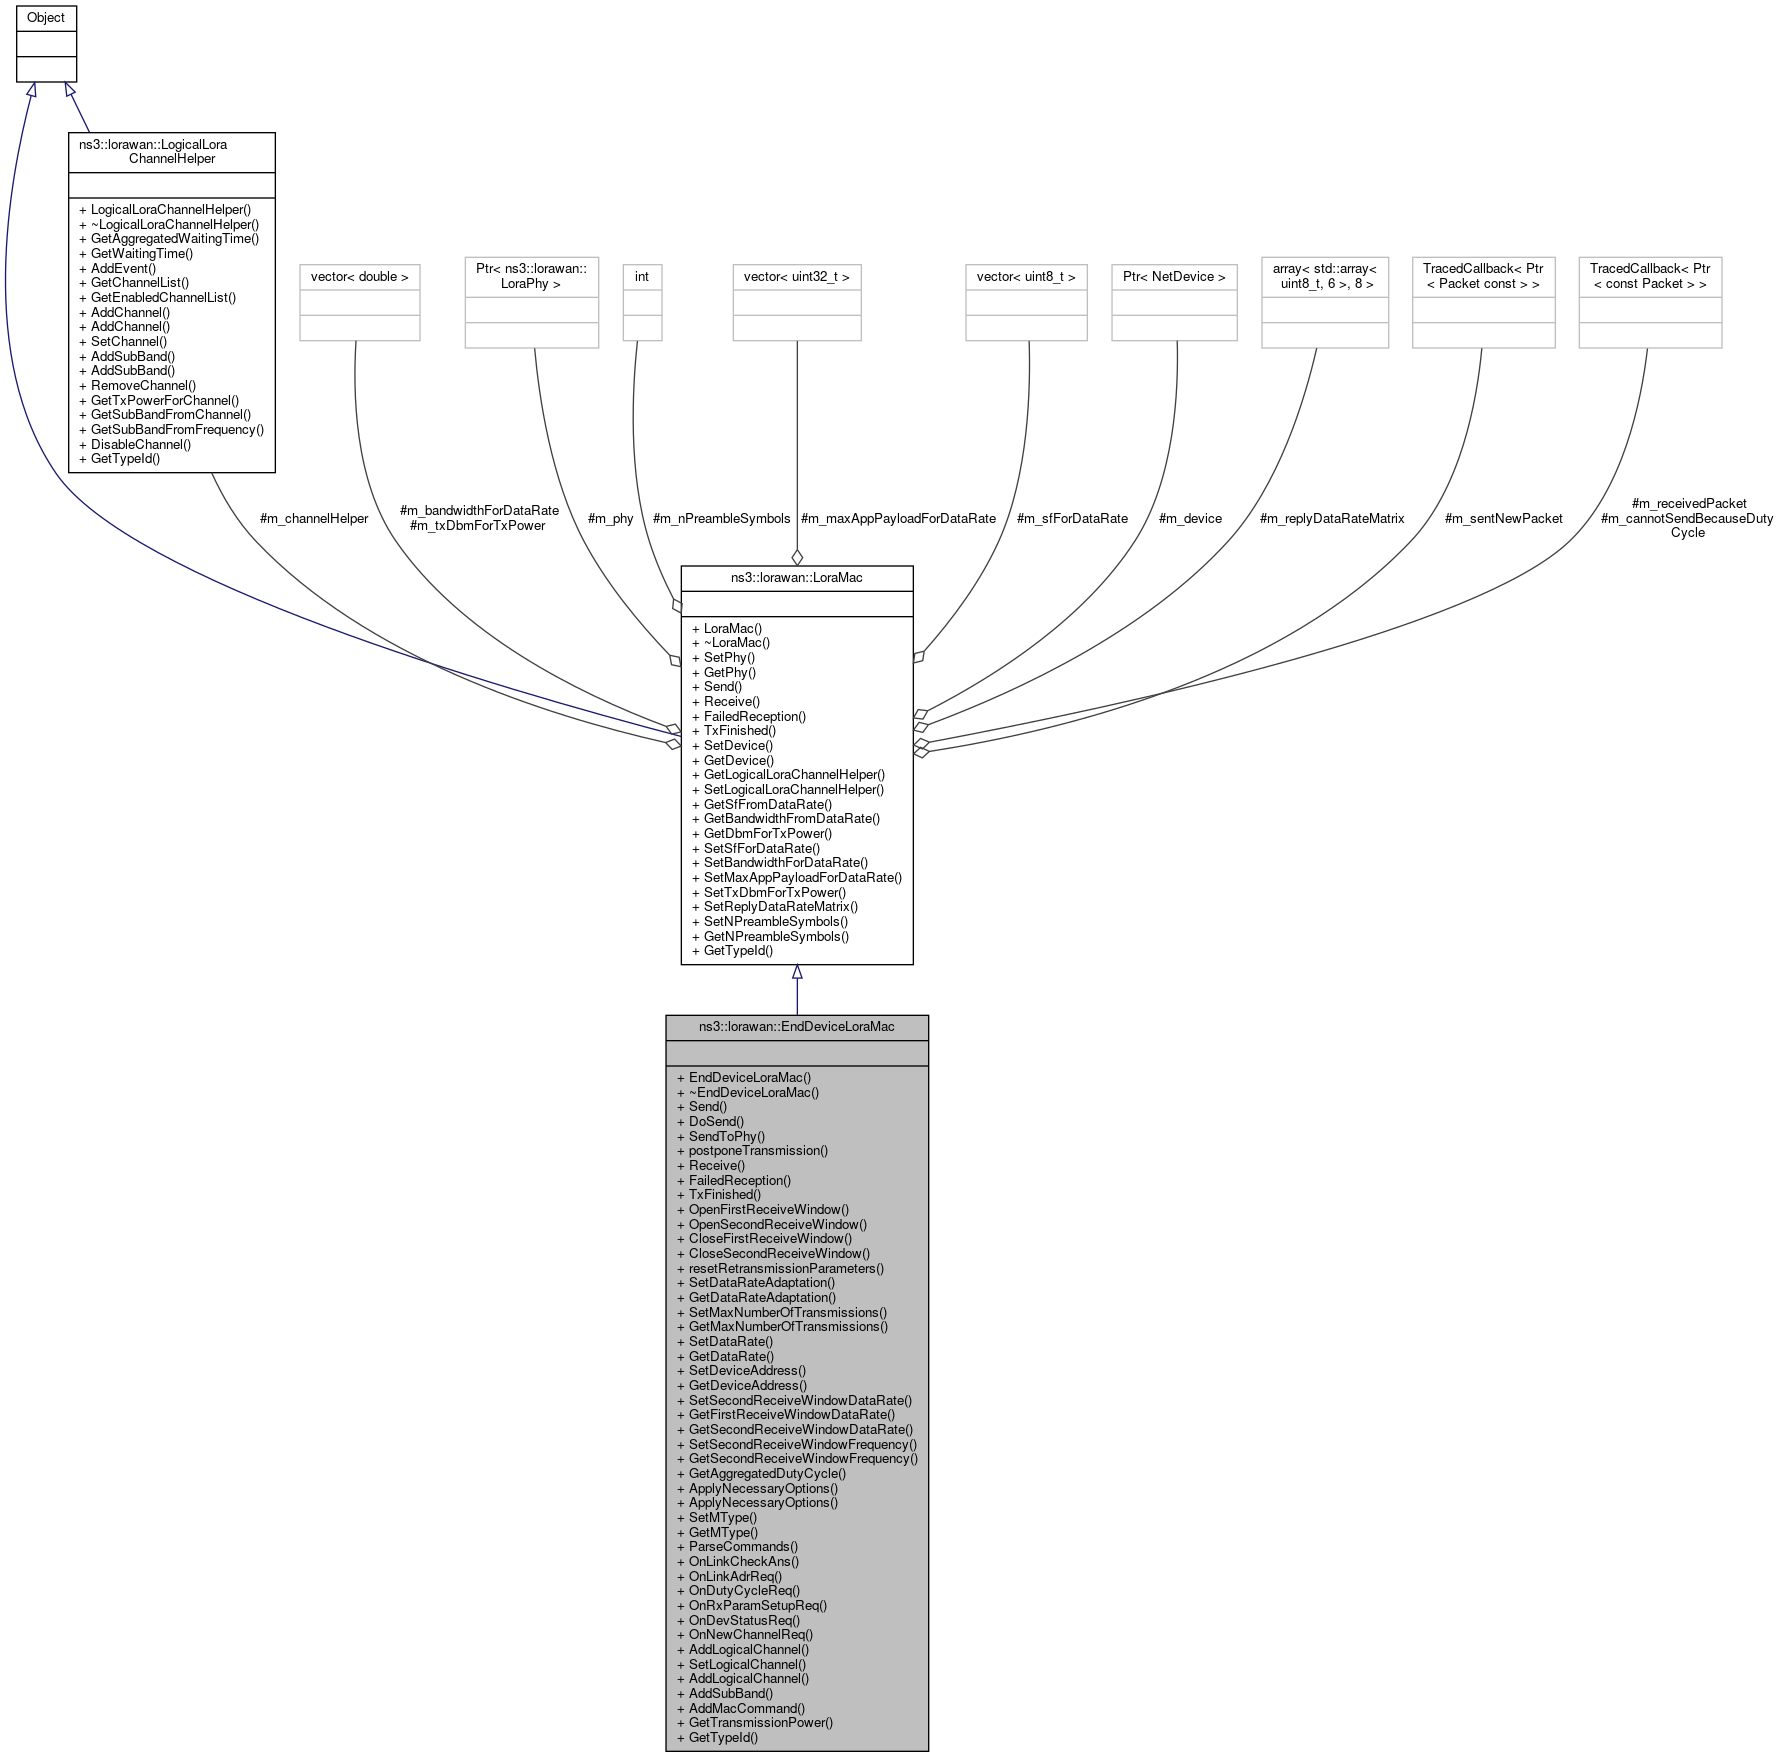 Object
ns3::lorawan::LogicalLora
ChannelHelper
+ LogicalLoraChannelHelper()
+ ~LogicalLoraChannelHelper()
+ GetAggregatedWaitingTime()
+ GetWaitingTime()
+ AddEvent()
+ GetChannelList()
+ GetEnabledChannelList()
+ AddChannel()
+ AddChannel()
+ SetChannel()
+ AddSubBand()
+ AddSubBand()
+ RemoveChannel()
+ GetTxPowerForChannel()
+ GetSubBandFromChannel()
+ GetSubBandFromFrequency()
+ DisableChannel()
+ GetTypeId()
vector< double >
Ptr< ns3::lorawan::
LoraPhy >
int
vector< uint32_t >
vector< uint8_t >
Ptr< NetDevice >
array< std::array<
uint8_t, 6 >, 8 >
TracedCallback< Ptr
< Packet const > >
TracedCallback< Ptr
< const Packet > >
#m_channelHelper
#m_bandwidthForDataRate
#m_txDbmForTxPower
#m_phy
#m_nPreambleSymbols
#m_maxAppPayloadForDataRate
#m_sfForDataRate
#m_device
#m_replyDataRateMatrix
#m_sentNewPacket
#m_receivedPacket
#m_cannotSendBecauseDuty
Cycle
ns3::lorawan::LoraMac
+ LoraMac()
+ ~LoraMac()
+ SetPhy()
+ GetPhy()
+ Send()
+ Receive()
+ FailedReception()
+ TxFinished()
+ SetDevice()
+ GetDevice()
+ GetLogicalLoraChannelHelper()
+ SetLogicalLoraChannelHelper()
+ GetSfFromDataRate()
+ GetBandwidthFromDataRate()
+ GetDbmForTxPower()
+ SetSfForDataRate()
+ SetBandwidthForDataRate()
+ SetMaxAppPayloadForDataRate()
+ SetTxDbmForTxPower()
+ SetReplyDataRateMatrix()
+ SetNPreambleSymbols()
+ GetNPreambleSymbols()
+ GetTypeId()
ns3::lorawan::EndDeviceLoraMac
+ EndDeviceLoraMac()
+ ~EndDeviceLoraMac()
+ Send()
+ DoSend()
+ SendToPhy()
+ postponeTransmission()
+ Receive()
+ FailedReception()
+ TxFinished()
+ OpenFirstReceiveWindow()
+ OpenSecondReceiveWindow()
+ CloseFirstReceiveWindow()
+ CloseSecondReceiveWindow()
+ resetRetransmissionParameters()
+ SetDataRateAdaptation()
+ GetDataRateAdaptation()
+ SetMaxNumberOfTransmissions()
+ GetMaxNumberOfTransmissions()
+ SetDataRate()
+ GetDataRate()
+ SetDeviceAddress()
+ GetDeviceAddress()
+ SetSecondReceiveWindowDataRate()
+ GetFirstReceiveWindowDataRate()
+ GetSecondReceiveWindowDataRate()
+ SetSecondReceiveWindowFrequency()
+ GetSecondReceiveWindowFrequency()
+ GetAggregatedDutyCycle()
+ ApplyNecessaryOptions()
+ ApplyNecessaryOptions()
+ SetMType()
+ GetMType()
+ ParseCommands()
+ OnLinkCheckAns()
+ OnLinkAdrReq()
+ OnDutyCycleReq()
+ OnRxParamSetupReq()
+ OnDevStatusReq()
+ OnNewChannelReq()
+ AddLogicalChannel()
+ SetLogicalChannel()
+ AddLogicalChannel()
+ AddSubBand()
+ AddMacCommand()
+ GetTransmissionPower()
+ GetTypeId()